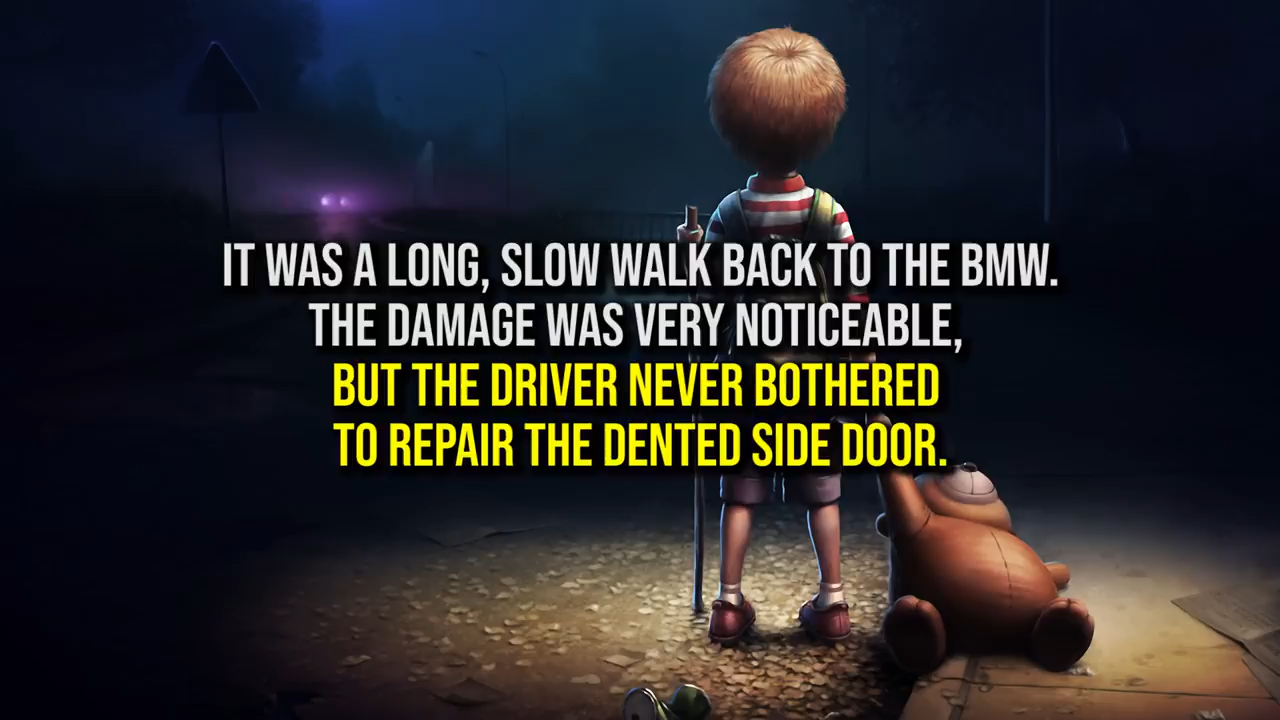 IT WAS A LONG, SLOW WALK BACK TO THE BMW.
THE DAMAGE WAS VERY NOTICEABLE,
BUT THE DRIVER NEVER BOTHERED
TO REPAIR THE DENTED SIDE DOOR.